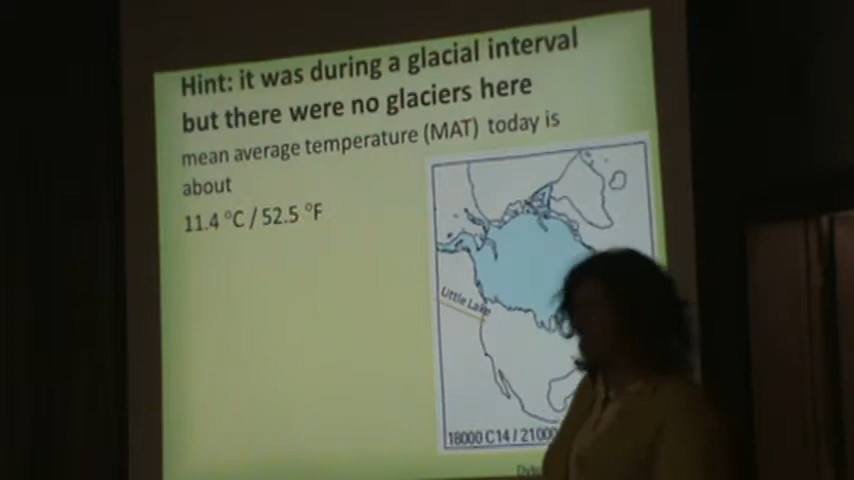 Hint: it was during a glacial interval
but there were no glaciers here
mean average temperature (MAT) today is
about
11.4 °C / 52.5 °F
Little Lake
18000 C14 / 21000